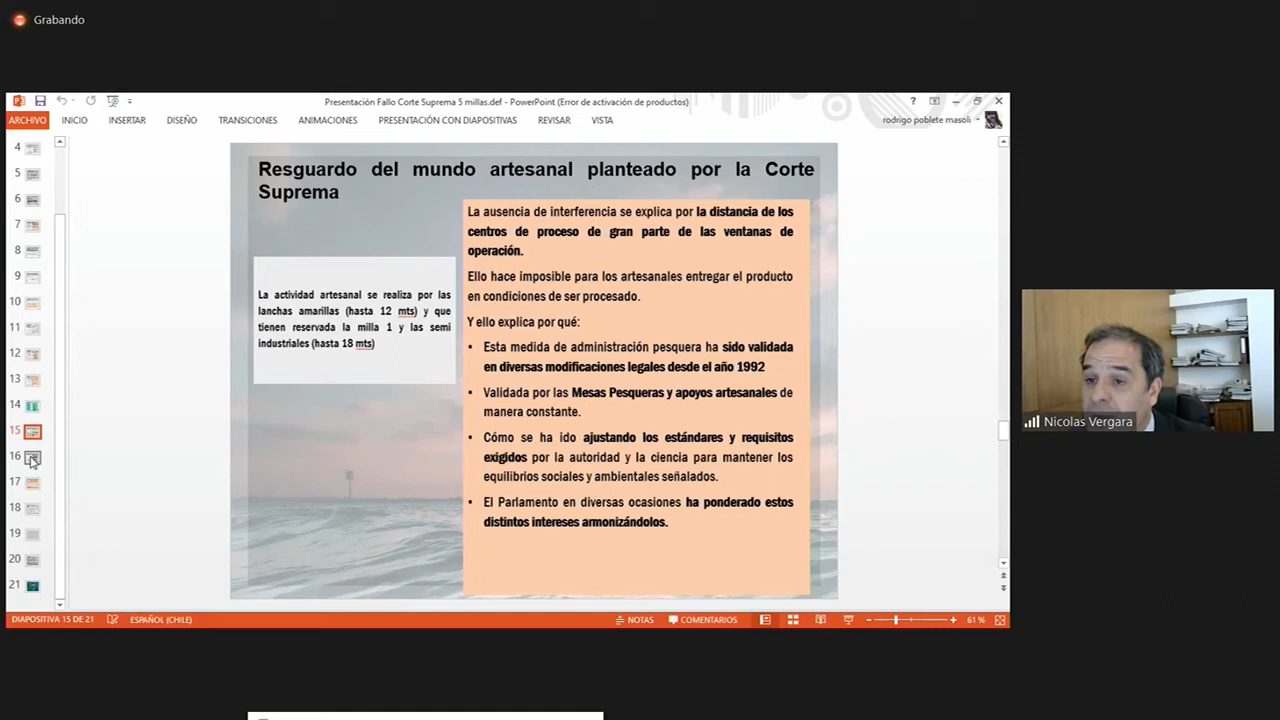 Grabando
Presentación Fallo Corte Suprema 5 millas.def - PowerPoint (Error de activación de productos)
ARCHIVO INICIO INSERTAR DISEÑO TRANSICIONES ANIMACIONES PRESENTACIÓN CON DIAPOSITIVAS REVISAR VISTA
rodrigo poblete masoli
Resguardo del mundo artesanal planteado por la Corte
Suprema
La actividad artesanal se realiza por las
lanchas amarillas (hasta 12 mts) y que
tienen reservada la milla 1 y las semi
industriales (hasta 18 mts)
La ausencia de interferencia se explica por la distancia de los
centros de proceso de gran parte de las ventanas de
operación.
Ello hace imposible para los artesanales entregar el producto
en condiciones de ser procesado.
Y ello explica por qué:
• Esta medida de administración pesquera ha sido validada
en diversas modificaciones legales desde el año 1992
• Validada por las Mesas Pesqueras y apoyos artesanales de
manera constante.
• Cómo se ha ido ajustando los estándares y requisitos
exigidos por la autoridad y la ciencia para mantener los
equilibrios sociales y ambientales señalados.
• El Parlamento en diversas ocasiones ha ponderado estos
distintos intereses armonizándolos.
4
5
6
7
8
9
10
11
12
13
14
15
16
17
18
19
20
21
Nicolas Vergara
DIAPOSITIVA 15 DE 21 ESPAÑOL (CHILE) NOTAS COMENTARIOS 61 %